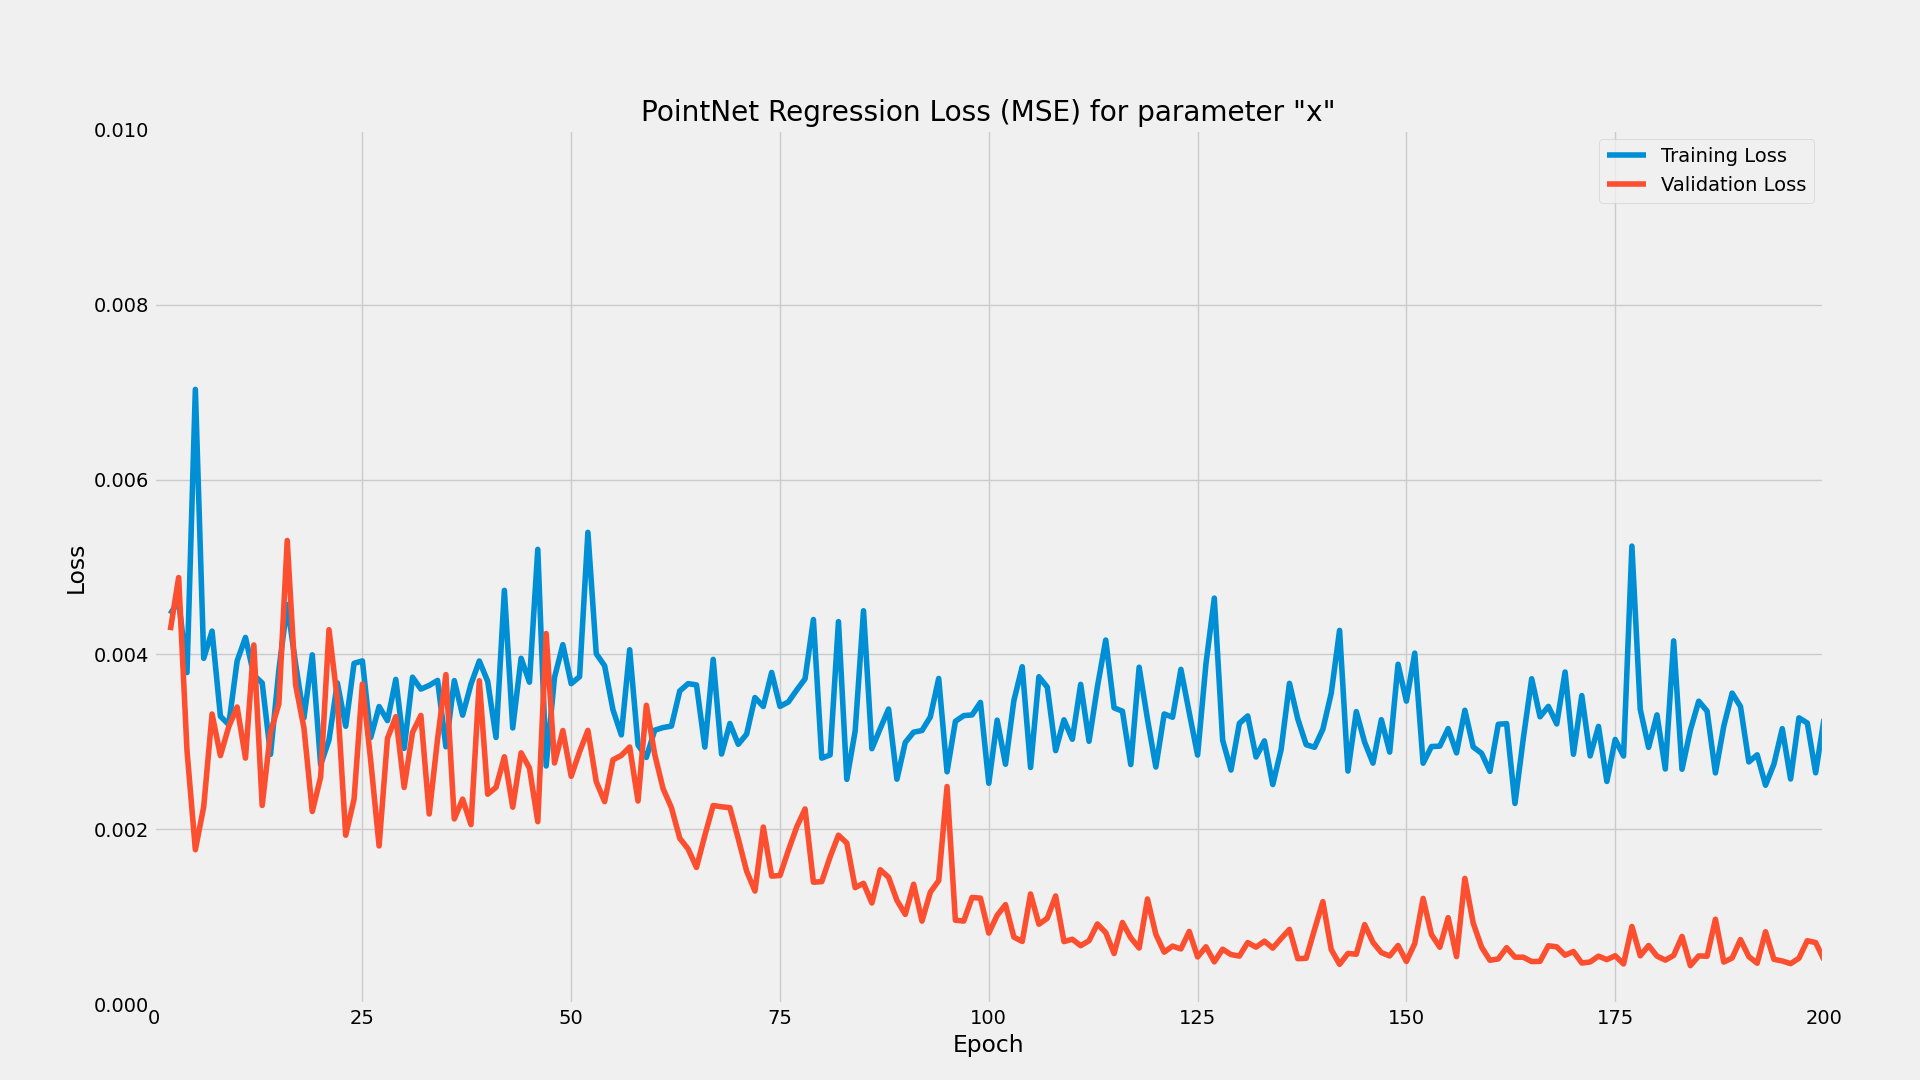 PointNet Regression Loss (MSE) for parameter "x"
Training Loss
Validation Loss
0.010
0.008
0.006
0.004
0.002
0.000
Loss
0 25 50 75 100 125 150 175 200
Epoch